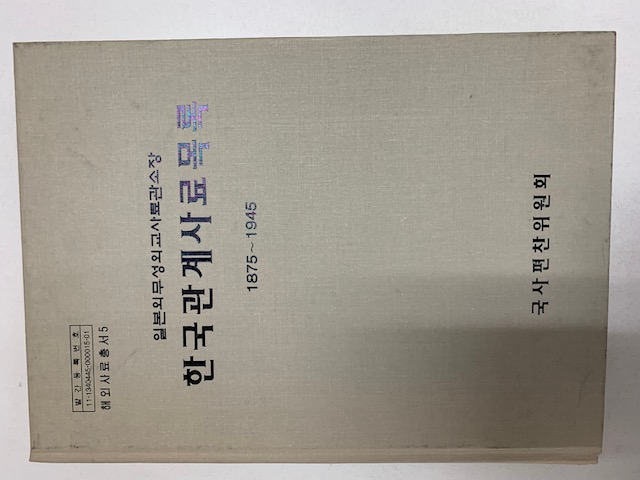 발간등록번호
11-1340445-000015-01
해외사료총서 5
일본외무성외교사료관소장
한국관계사료목록
1875~1945
국사편찬위원회